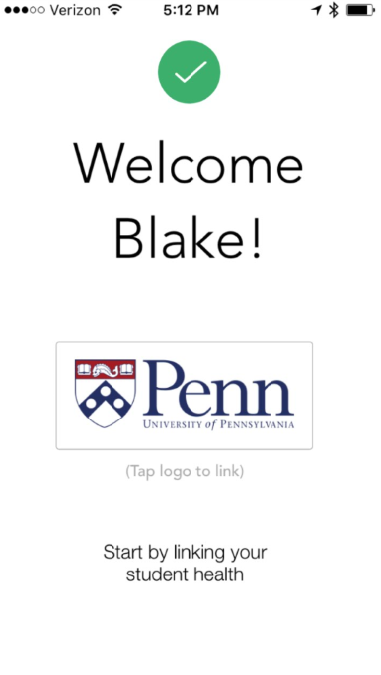 Verizon 5:12 PM
Welcome
Blake!
Penn
UNIVERSITY of PENNSYLVANIA
(Tap logo to link)
Start by linking your
student health